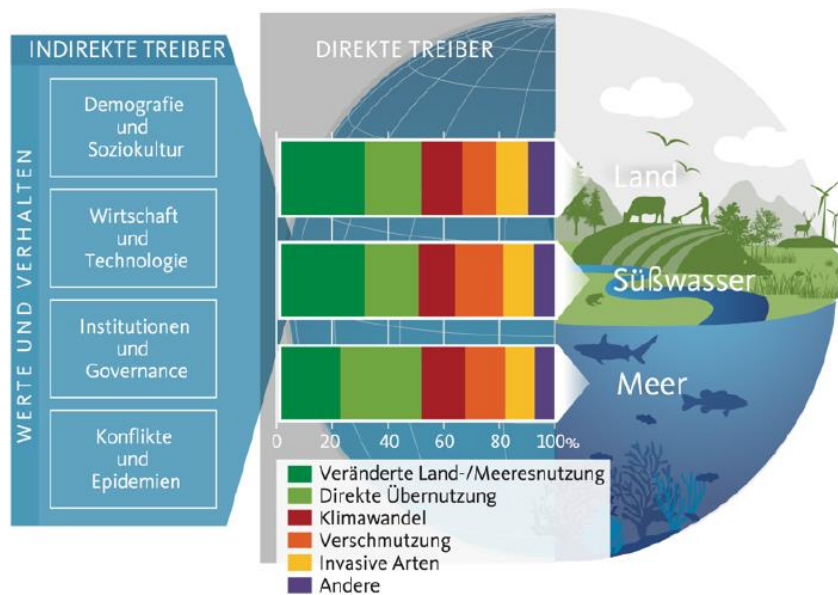 INDIREKTE TREIBER
WERTE UND VERHALTEN
Demografie
und
Soziokultur
Wirtschaft
und
Technologie
Institutionen
und
Governance
Konflikte
und
Epidemien
DIREKTE TREIBER
Land
Süßwasser
Meer
0 20 40 60 80 100%
Veränderte Land-/Meeresnutzung
Direkte Übernutzung
Klimawandel
Verschmutzung
Invasive Arten
Andere